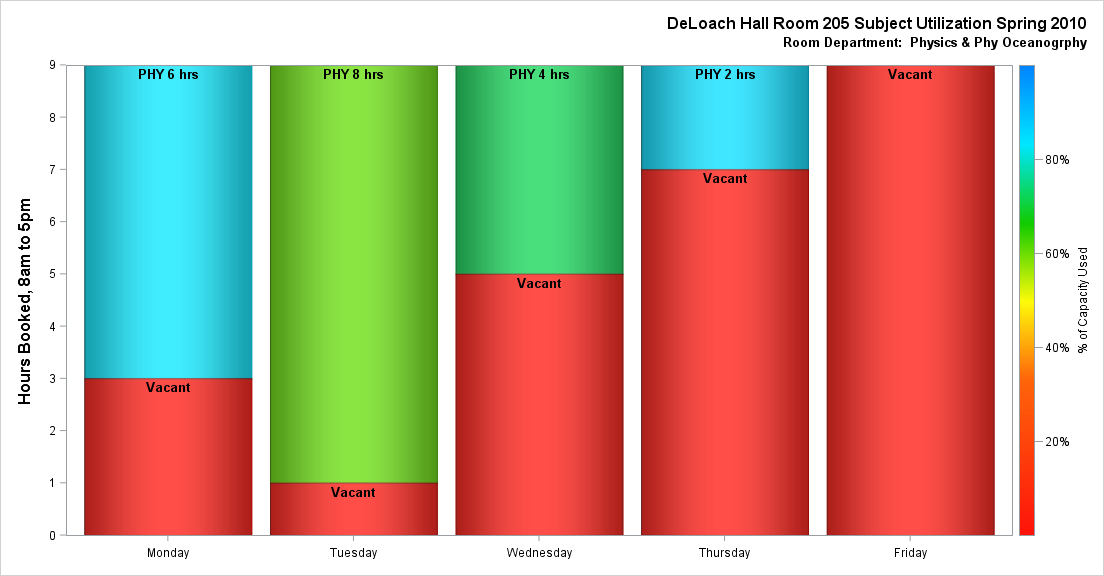 DeLoach Hall Room 205 Subject Utilization Spring 2010
Room Department:  Physics & Phy Oceanogrphy
Hours Booked, 8am to 5pm
9
8
7
6
5
4
3
2
1
0
PHY 6 hrs
Vacant
PHY 8 hrs
Vacant
PHY 4 hrs
Vacant
PHY 2 hrs
Vacant
Vacant
Monday
Tuesday
Wednesday
Thursday
Friday
80%
60%
40%
20%
% of Capacity Used